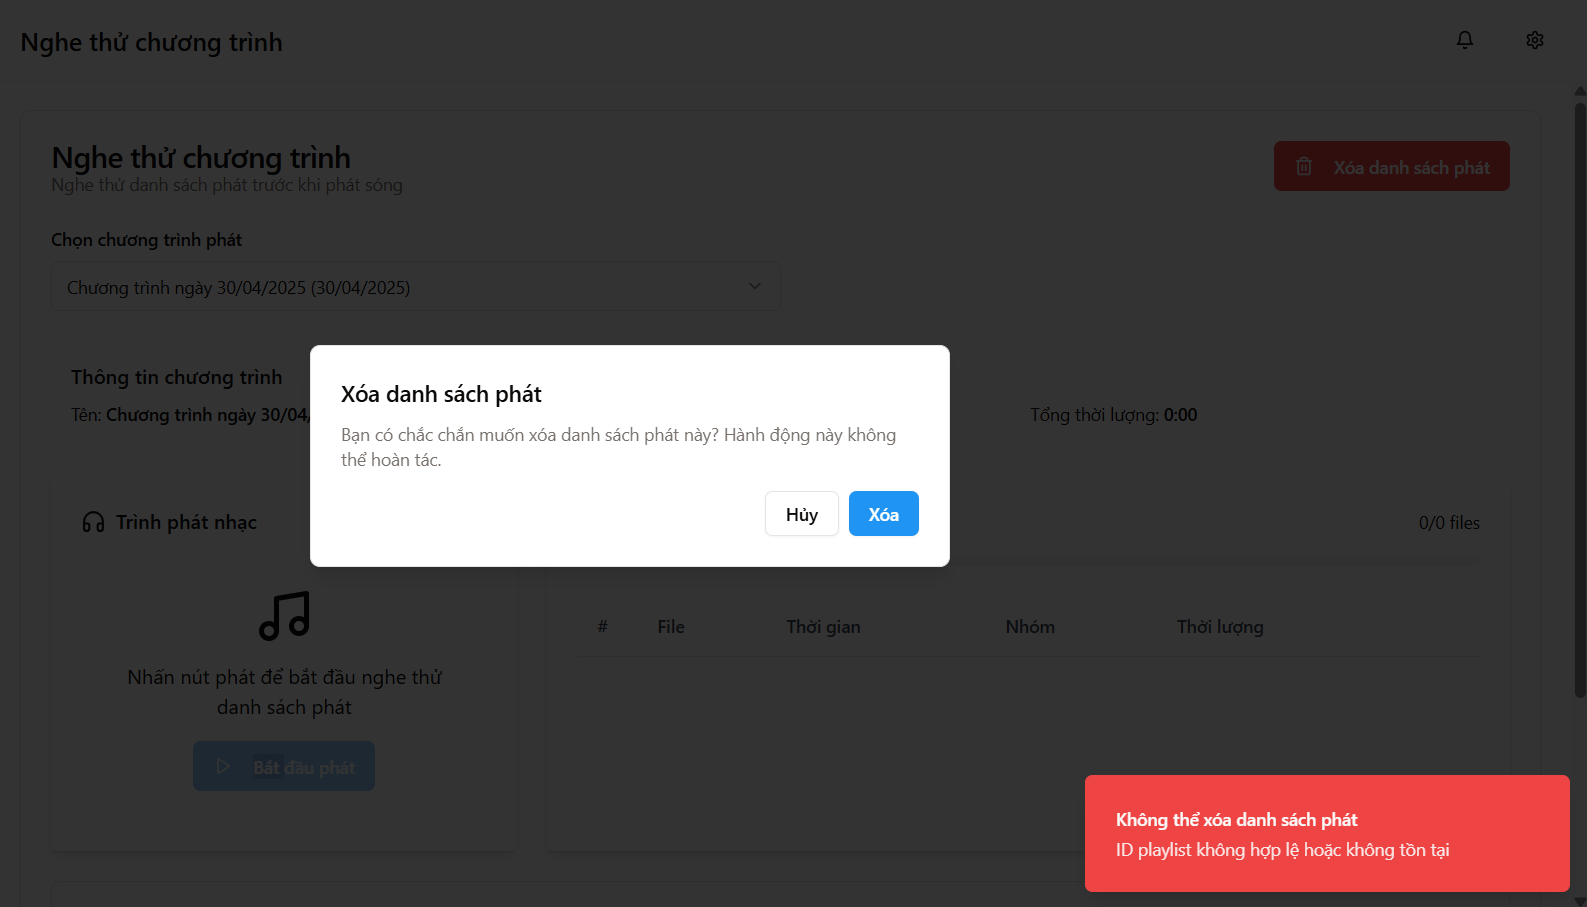 Nghe thử chương trình
Nghe thử chương trình
Nghe thử danh sách phát trước khi phát sóng
Xóa danh sách phát
Chọn chương trình phát
Chương trình ngày 30/04/2025 (30/04/2025)
Thông tin chương trình
Tên: Chương trình ngày 30/04/
Tổng thời lượng: 0:00
Xóa danh sách phát
Bạn có chắc chắn muốn xóa danh sách phát này? Hành động này không
thể hoàn tác.
Hủy
Xóa
Trình phát nhạc
0/0 files
Nhấn nút phát để bắt đầu nghe thử
danh sách phát
Bắt đầu phát
# File Thời gian Nhóm Thời lượng
Không thể xóa danh sách phát
ID playlist không hợp lệ hoặc không tồn tại